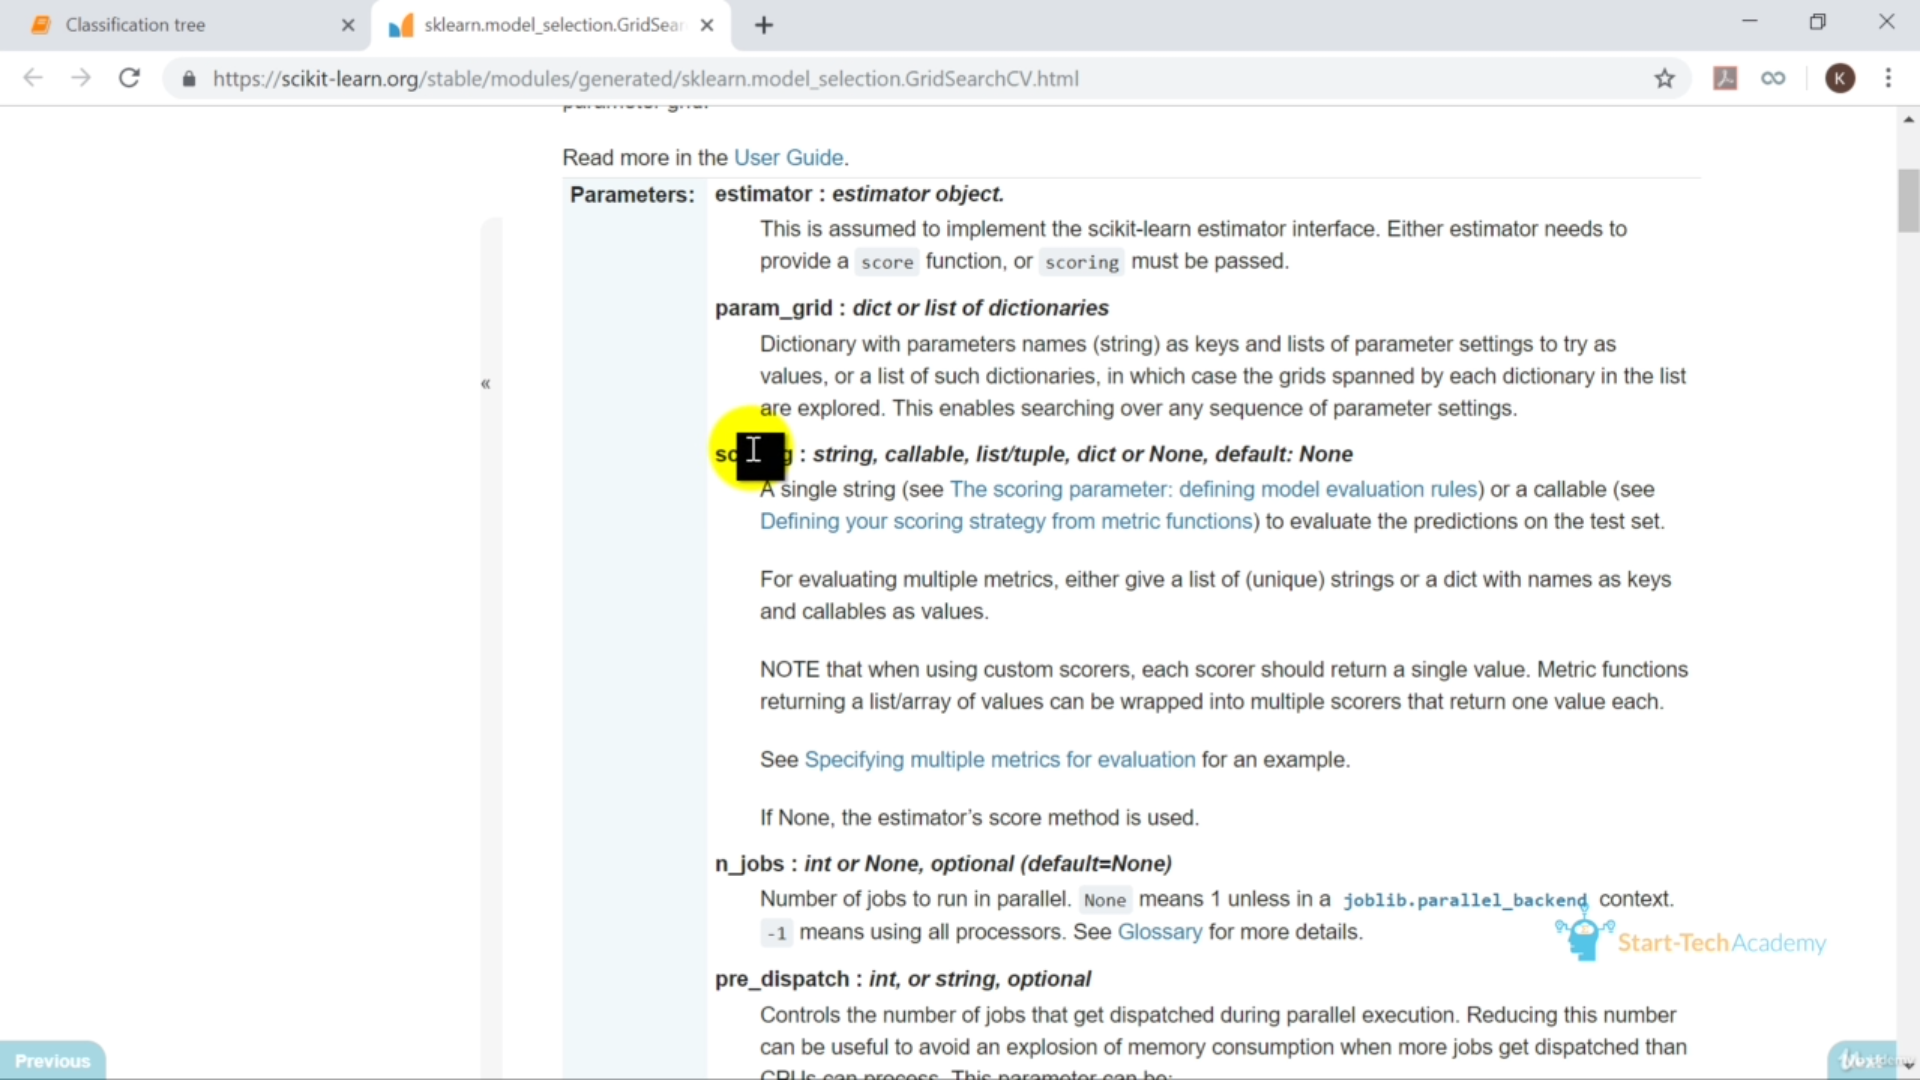 Classification tree
sklearn.model_selection.GridSear
https://scikit-learn.org/stable/modules/generated/sklearn.model_selection.GridSearchCV.html
K
parameter grid.
Read more in the User Guide.
Parameters: estimator : estimator object.
This is assumed to implement the scikit-learn estimator interface. Either estimator needs to
provide a score function, or scoring must be passed.
param_grid : dict or list of dictionaries
Dictionary with parameters names (string) as keys and lists of parameter settings to try as
values, or a list of such dictionaries, in which case the grids spanned by each dictionary in the list
«
are explored. This enables searching over any sequence of parameter settings.
: string, callable, list/tuple, dict or None, default: None
A single string (see The scoring parameter: defining model evaluation rules) or a callable (see
Defining your scoring strategy from metric functions) to evaluate the predictions on the test set.
For evaluating multiple metrics, either give a list of (unique) strings or a dict with names as keys
and callables as values.
NOTE that when using custom scorers, each scorer should return a single value. Metric functions
returning a list/array of values can be wrapped into multiple scorers that return one value each.
See Specifying multiple metrics for evaluation for an example.
If None, the estimator’s score method is used.
n_jobs : int or None, optional (default=None)
Number of jobs to run in parallel. None means 1 unless in a joblib.parallel_backend context.
-1 means using all processors. See Glossary for more details.
Start-TechAcademy
pre_dispatch : int, or string, optional
Controls the number of jobs that get dispatched during parallel execution. Reducing this number
can be useful to avoid an explosion of memory consumption when more jobs get dispatched than
CPUs can process. This parameter can be:
Previous